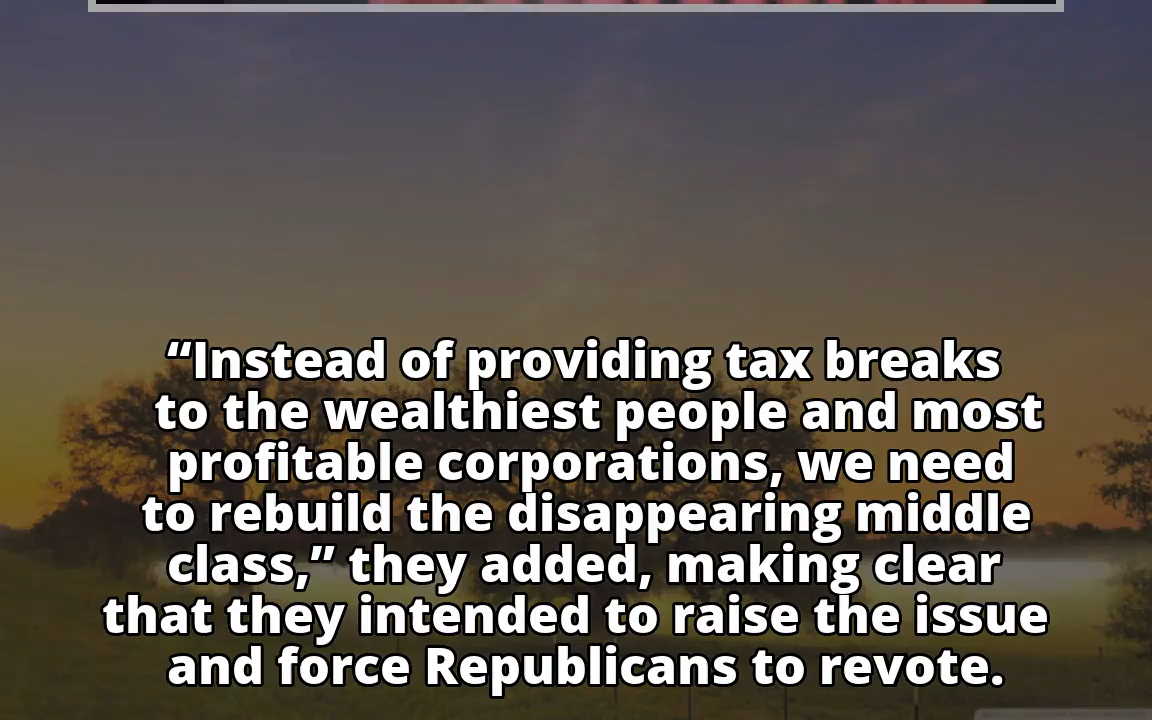 “Instead of providing tax breaks
to the wealthiest people and most
profitable corporations, we need
to rebuild the disappearing middle
class,” they added, making clear
that they intended to raise the issue
and force Republicans to revote.